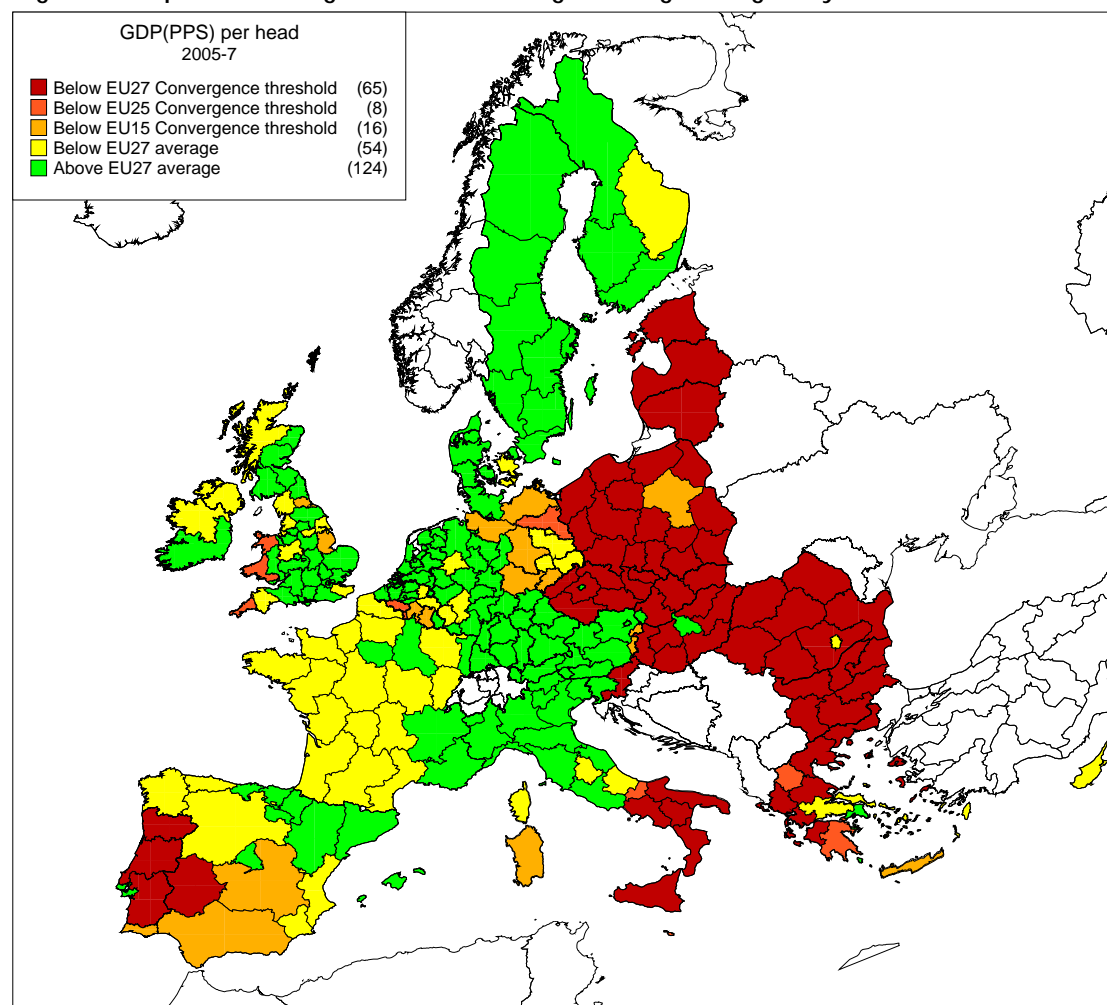 GDP(PPS) per head
2005-7
Below EU27 Convergence threshold (65)
Below EU25 Convergence threshold (8)
Below EU15 Convergence threshold (16)
Below EU27 average (54)
Above EU27 average (124)